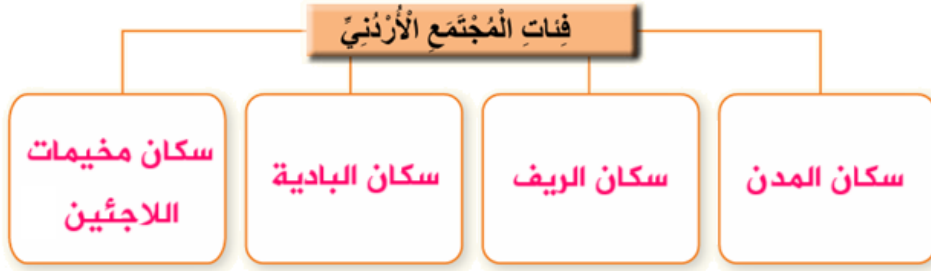 فِئاتِ الْمُجْتَمَعِ الْأُرْدُنِيِّ
سكان المدن
سكان الريف
سكان البادية
سكان مخيمات
اللاجئين